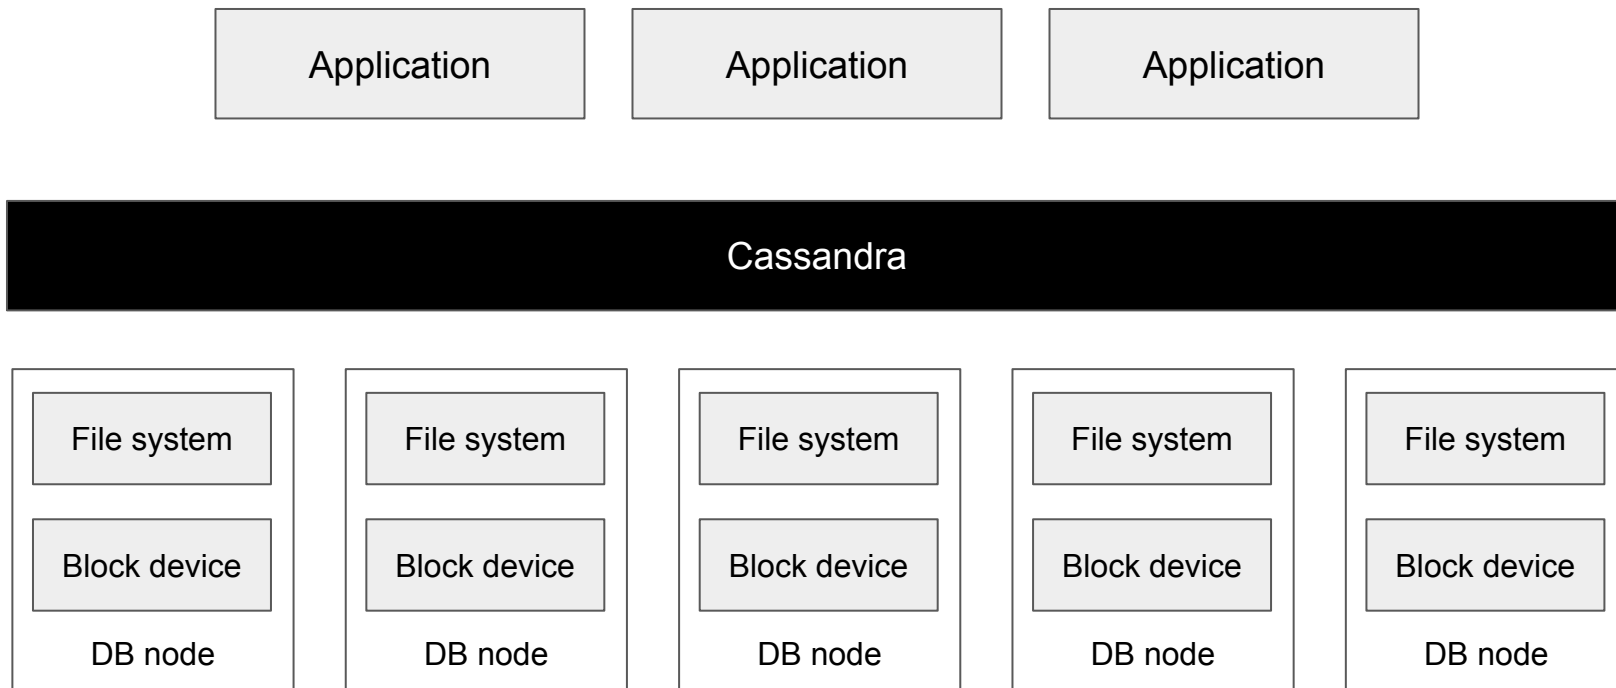 Application
Application
Application
Cassandra
File system
File system
File system
File system
File system
Block device
Block device
Block device
Block device
Block device
DB node
DB node
DB node
DB node
DB node